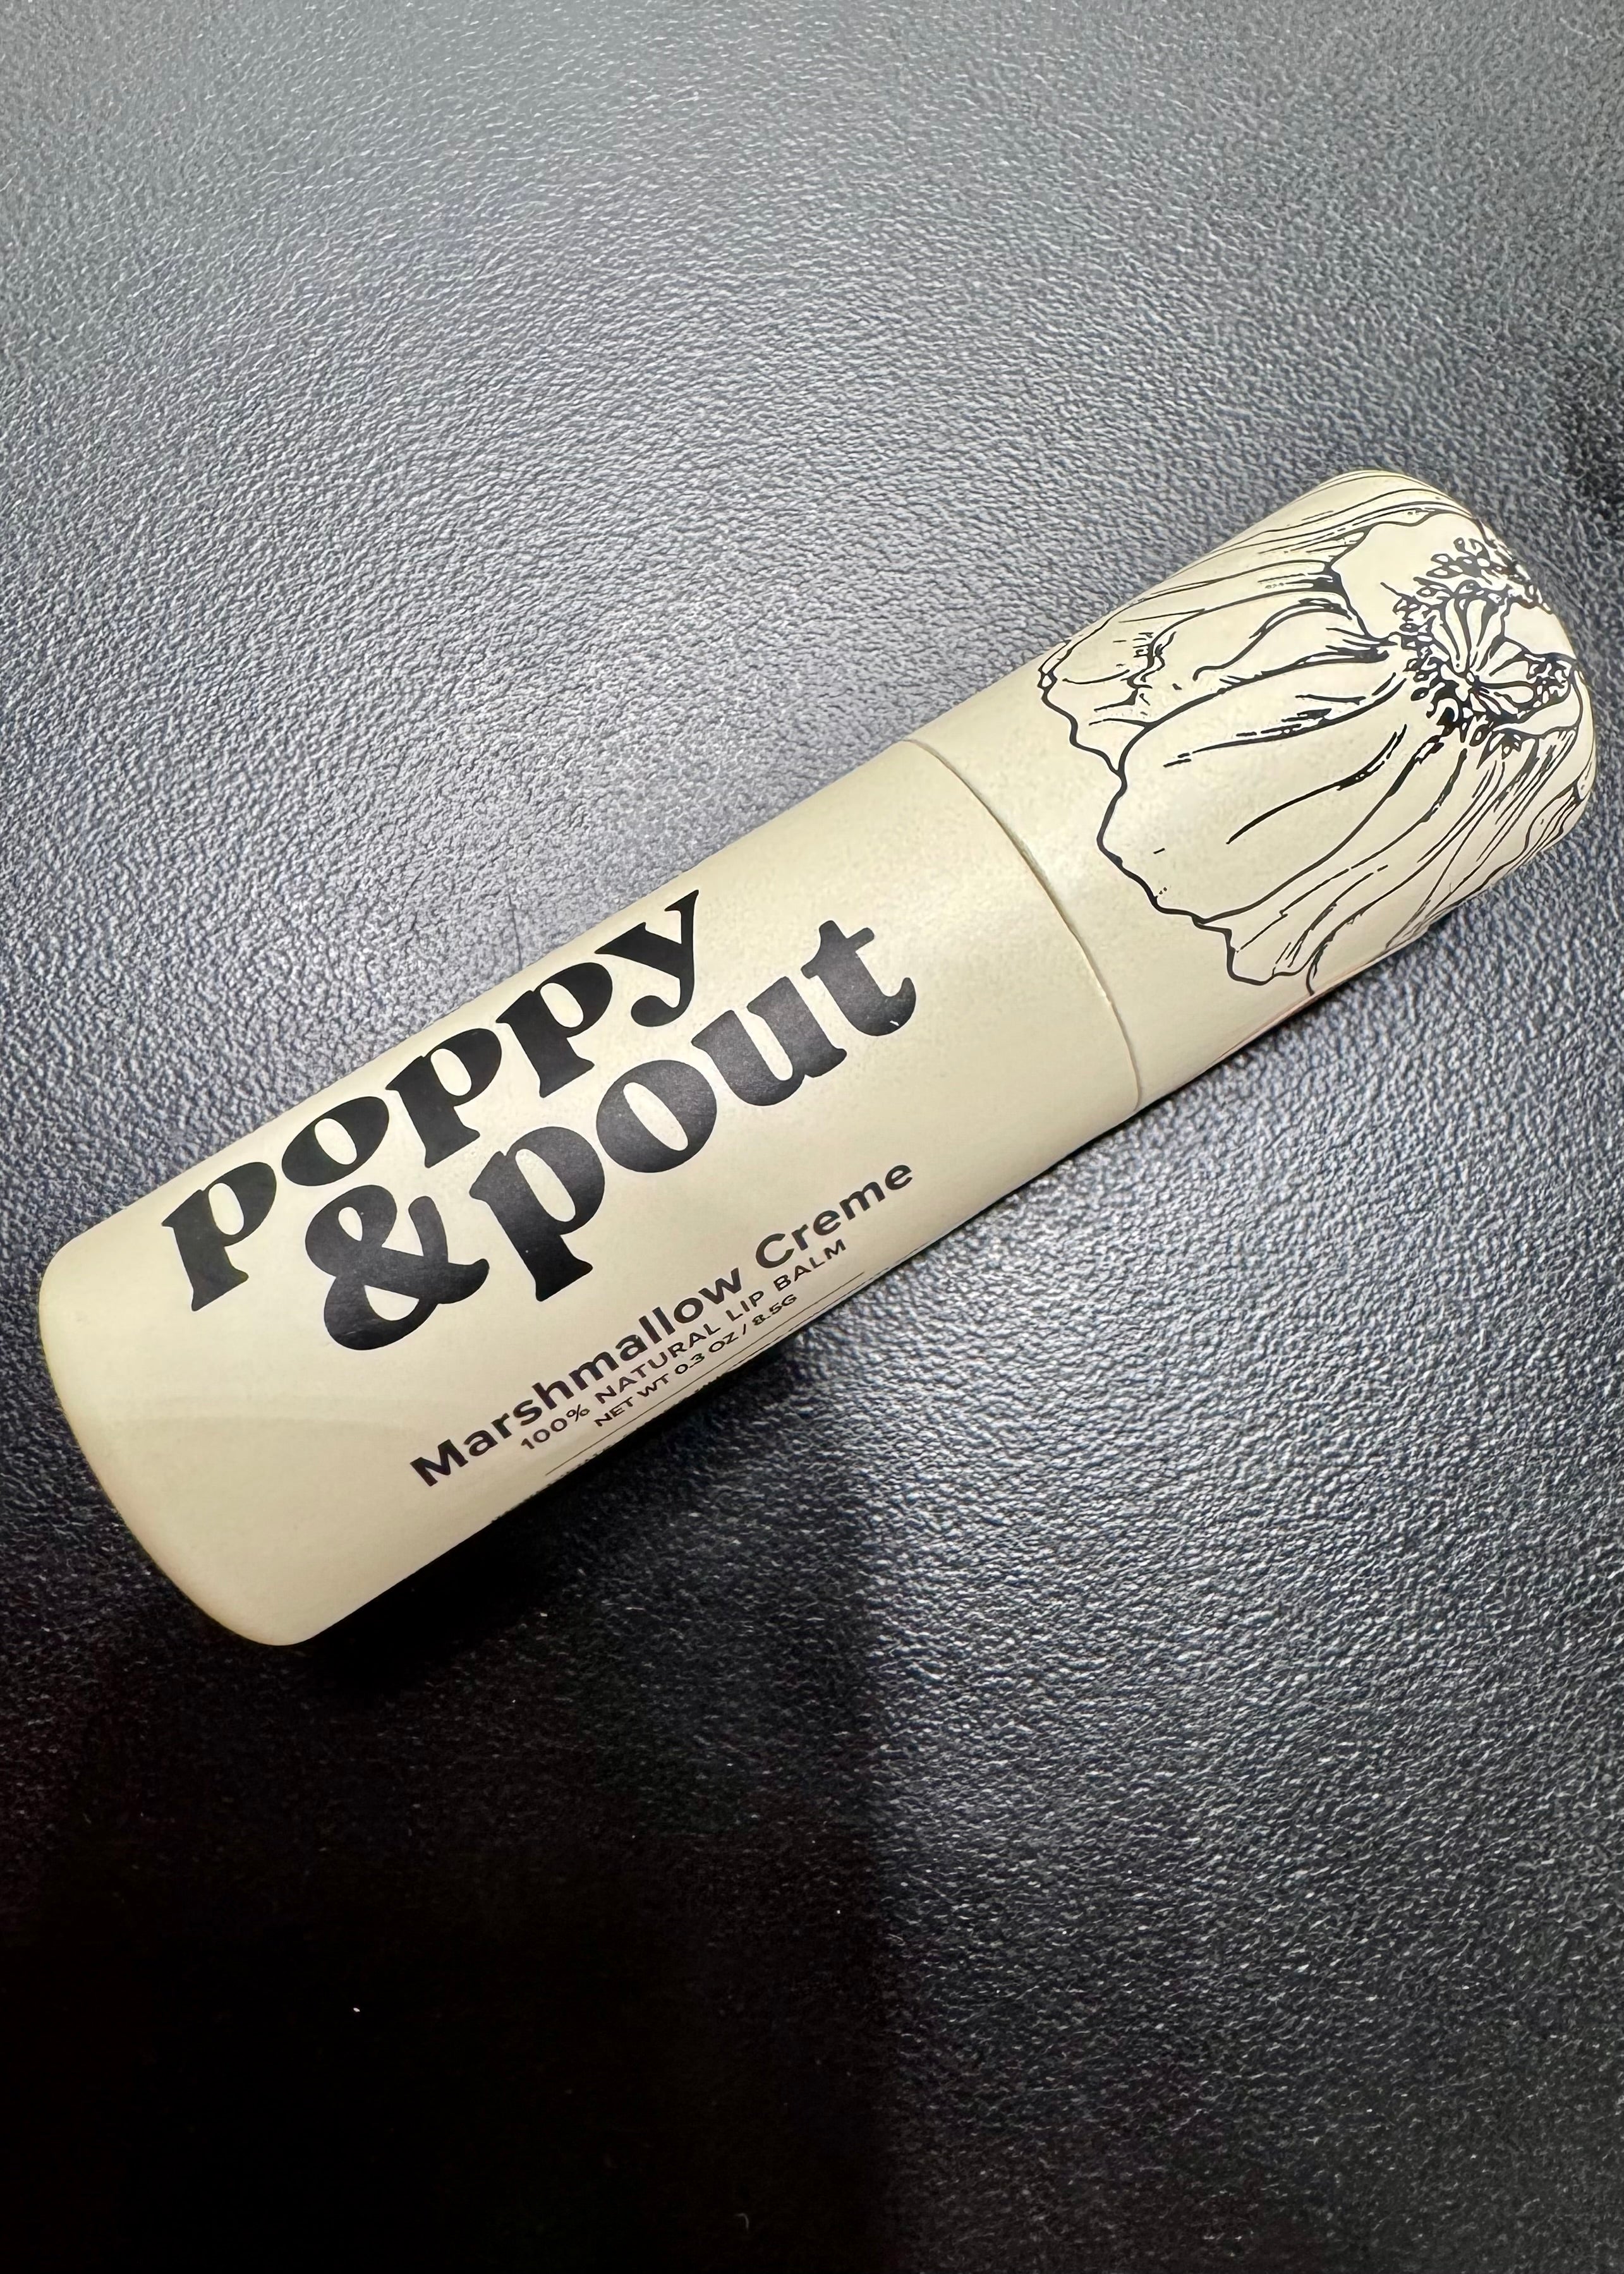 poppy
& pout
Marshmallow Creme
100% NATURAL LIP BALM
NET WT 0.3 OZ / 8.5G